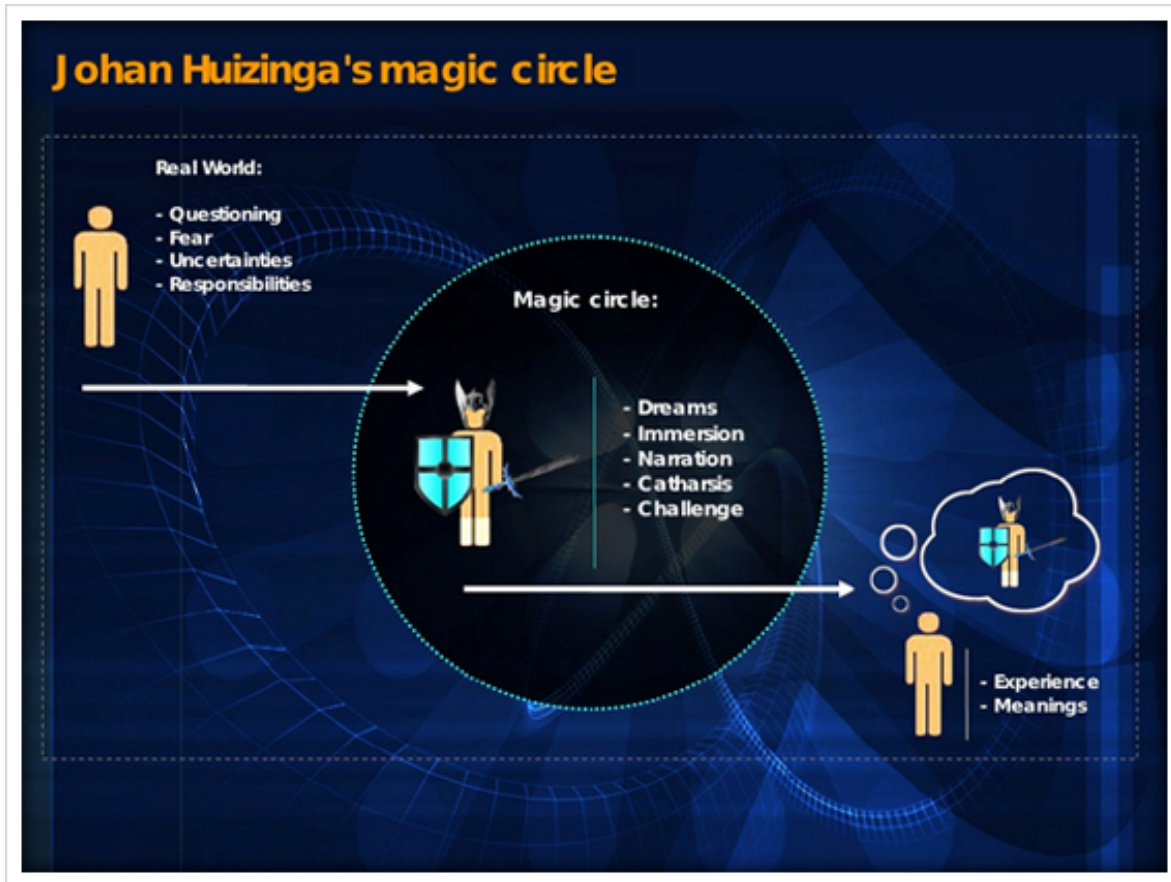 Johan Huizinga's magic circle
Real World:
- Questioning
- Fear
- Uncertainties
- Responsibilities
Magic circle:
- Dreams
- Immersion
- Narration
- Catharsis
- Challenge
- Experience
- Meanings